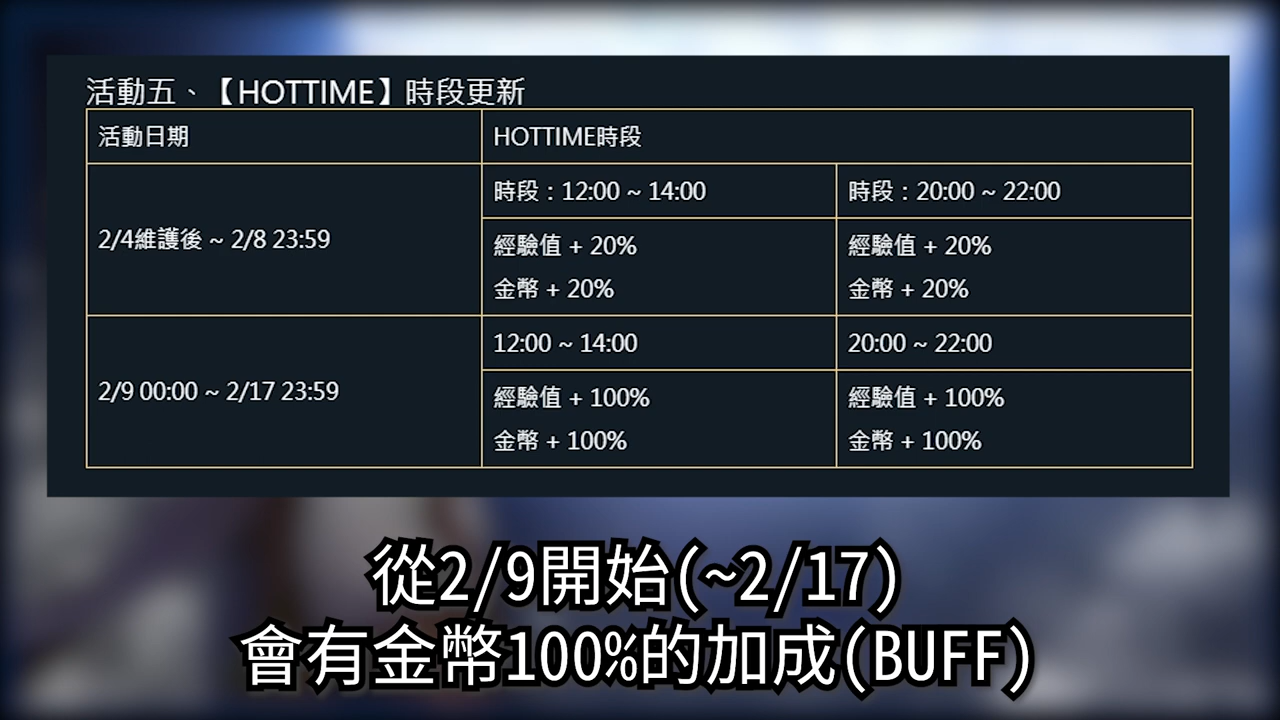 活動五、【HOTTIME】時段更新
活動日期
HOTTIME時段
2/4維護後 ~ 2/8 23:59
時段：12:00 ~ 14:00
時段：20:00 ~ 22:00
經驗值 + 20%
金幣 + 20%
經驗值 + 20%
金幣 + 20%
2/9 00:00 ~ 2/17 23:59
12:00 ~ 14:00
20:00 ~ 22:00
經驗值 + 100%
金幣 + 100%
經驗值 + 100%
金幣 + 100%
從2/9開始(~2/17)
會有金幣100%的加成(BUFF)